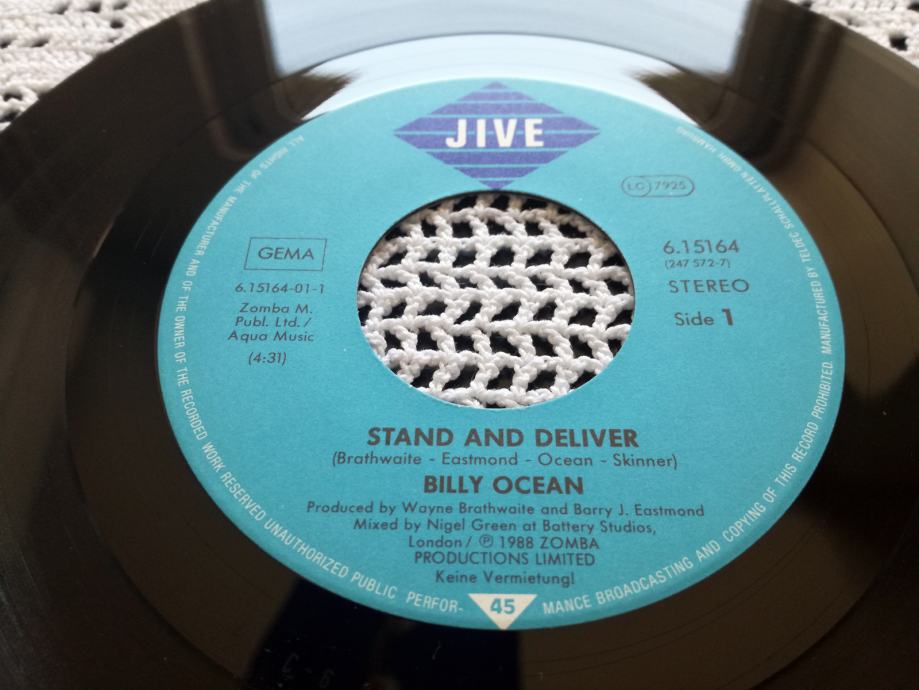 JIVE
LC 7925
GEMA
6.15164-01-1
Zomba M.
Publ. Ltd./
Aqua Music
(4:31)
6.15164
(247 572-7)
STEREO
Side 1
STAND AND DELIVER
(Brathwaite - Eastmond - Ocean - Skinner)
BILLY OCEAN
Produced by Wayne Brathwaite and Barry J. Eastmond
Mixed by Nigel Green at Battery Studios,
London/ ℗ 1988 ZOMBA
PRODUCTIONS LIMITED
Keine Vermietung!
45
ALL RIGHTS OF THE MANUFACTURER AND OF THE OWNER OF THE RECORDED WORK RESERVED UNAUTHORIZED PUBLIC PERFOR-
MANCE BROADCASTING AND COPYING OF THIS RECORD PROHIBITED. MANUFACTURED BY TELDEC SCHALLPLATTEN GMBH HAMBURG